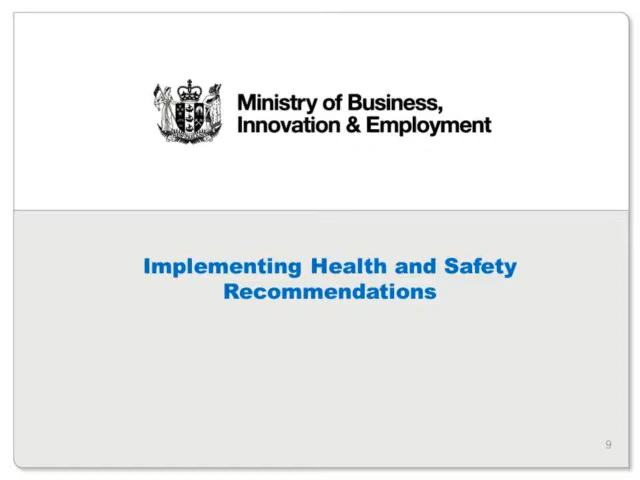 Ministry of Business,
Innovation & Employment
Implementing Health and Safety
Recommendations
9